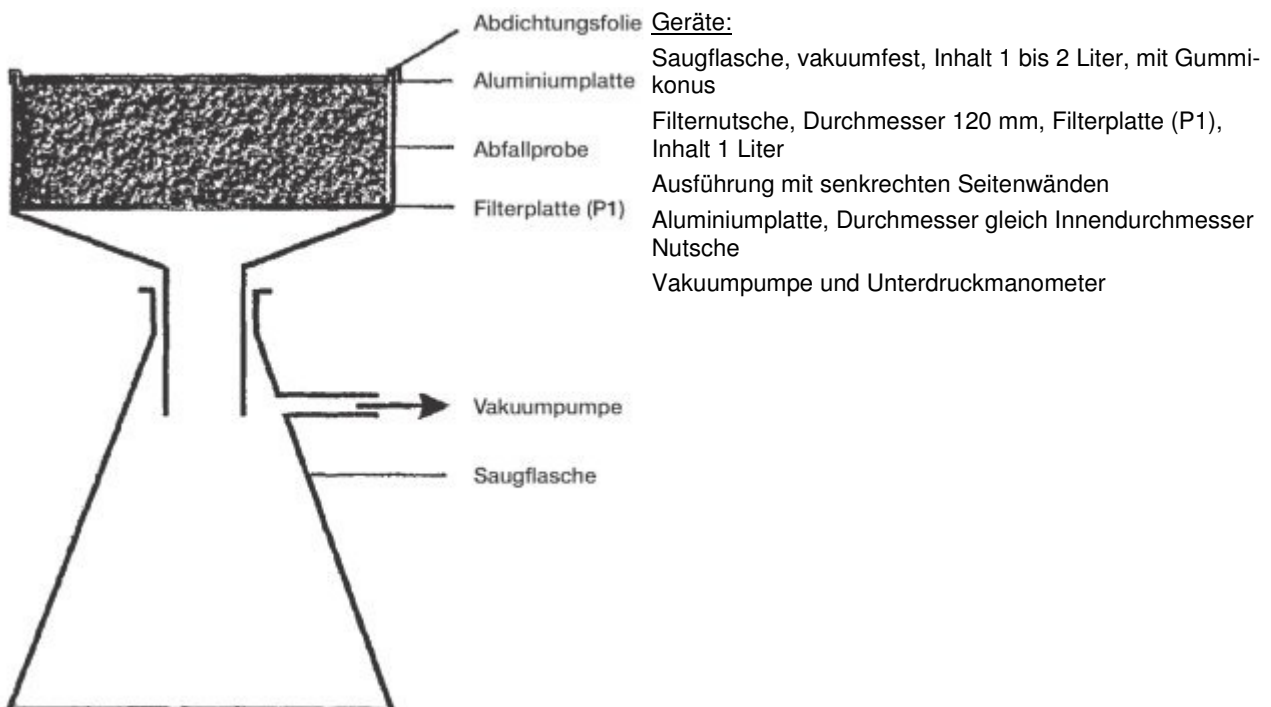 Abdichtungsfolie
Aluminiumplatte
Abfallprobe
Filterplatte (P1)
Vakuumpumpe
Saugflasche
Geräte:
Saugflasche, vakuumfest, Inhalt 1 bis 2 Liter, mit Gummi-
konus
Filternutsche, Durchmesser 120 mm, Filterplatte (P1),
Inhalt 1 Liter
Ausführung mit senkrechten Seitenwänden
Aluminiumplatte, Durchmesser gleich Innendurchmesser
Nutsche
Vakuumpumpe und Unterdruckmanometer